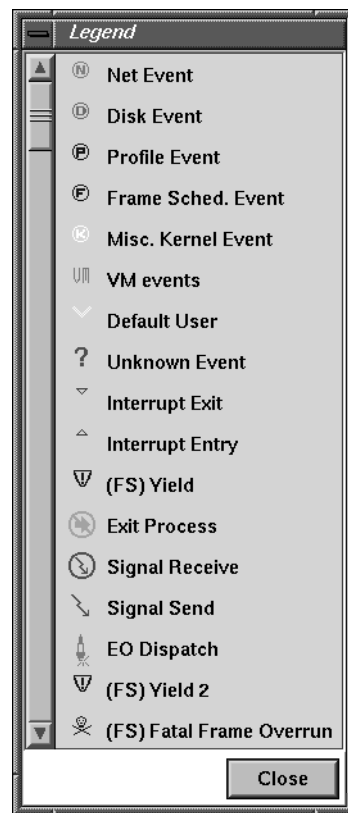 Legend
N Net Event
D Disk Event
P Profile Event
F Frame Sched. Event
K Misc. Kernel Event
VM VM events
Default User
? Unknown Event
Interrupt Exit
Interrupt Entry
(FS) Yield
Exit Process
Signal Receive
Signal Send
EO Dispatch
(FS) Yield 2
(FS) Fatal Frame Overrun
Close